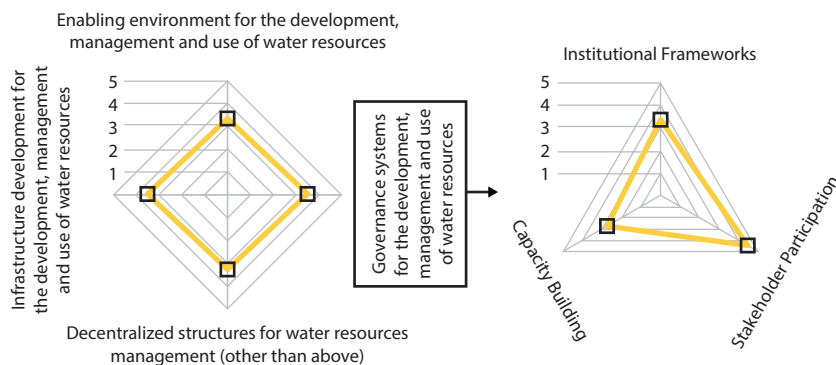 Enabling environment for the development,
management and use of water resources
Infrastructure development for
the development, management
and use of water resources
5
4
3
2
1
Decentralized structures for water resources
management (other than above)
Governance systems
for the development,
management and use
of water resources
Institutional Frameworks
5
4
3
2
1
Capacity Building
Stakeholder Participation